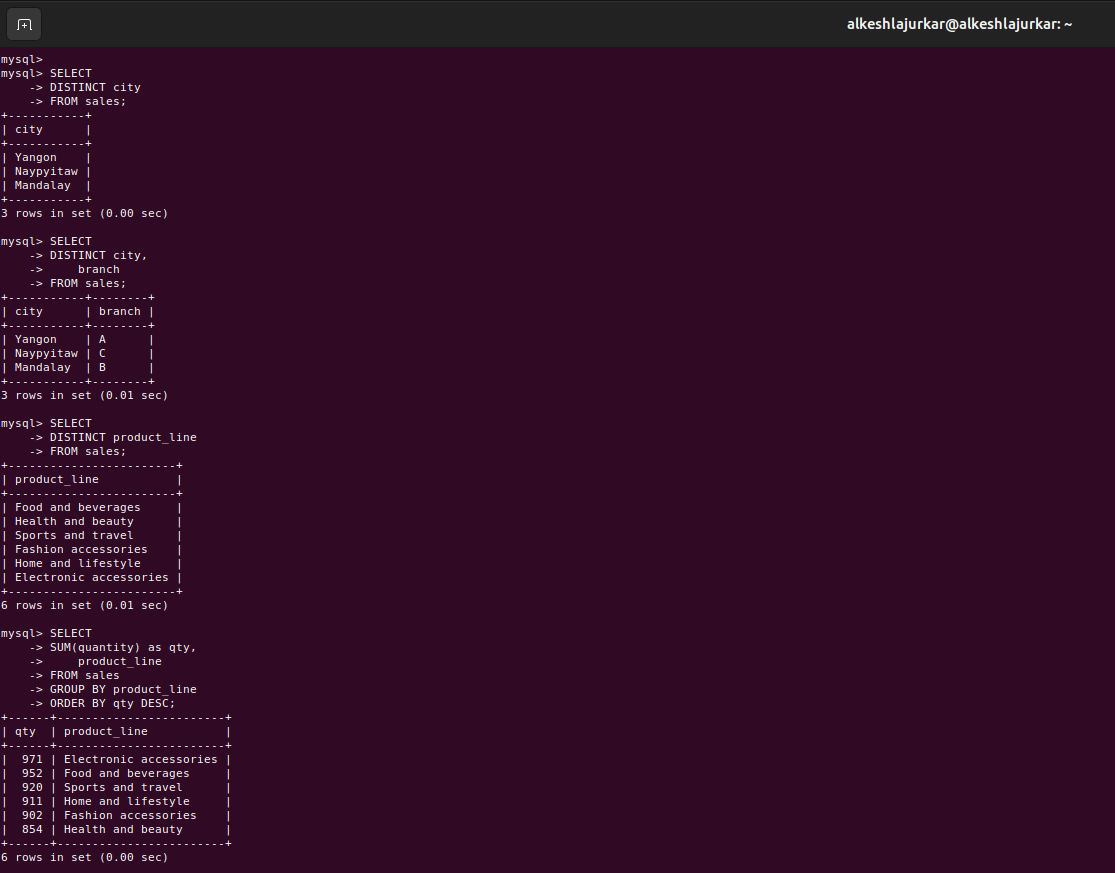 alkeshlajurkar@alkeshlajurkar: ~
mysql>
mysql> SELECT
    -> DISTINCT city
    -> FROM sales;
+-----------+
| city      |
+-----------+
| Yangon    |
| Naypyitaw |
| Mandalay  |
+-----------+
3 rows in set (0.00 sec)

mysql> SELECT
    -> DISTINCT city,
    ->     branch
    -> FROM sales;
+-----------+--------+
| city      | branch |
+-----------+--------+
| Yangon    | A      |
| Naypyitaw | C      |
| Mandalay  | B      |
+-----------+--------+
3 rows in set (0.01 sec)

mysql> SELECT
    -> DISTINCT product_line
    -> FROM sales;
+------------------------+
| product_line           |
+------------------------+
| Food and beverages     |
| Health and beauty      |
| Sports and travel      |
| Fashion accessories    |
| Home and lifestyle     |
| Electronic accessories |
+------------------------+
6 rows in set (0.01 sec)

mysql> SELECT
    -> SUM(quantity) as qty,
    ->     product_line
    -> FROM sales
    -> GROUP BY product_line
    -> ORDER BY qty DESC;
+------+------------------------+
| qty  | product_line           |
+------+------------------------+
|  971 | Electronic accessories |
|  952 | Food and beverages     |
|  920 | Sports and travel      |
|  911 | Home and lifestyle     |
|  902 | Fashion accessories    |
|  854 | Health and beauty      |
+------+------------------------+
6 rows in set (0.00 sec)